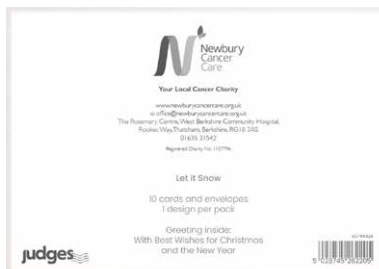 Newbury
Cancer
Care
Your Local Cancer Charity
www.newburycancercare.org.uk
e: office@newburycancercare.org.uk
The Rosemary Centre, West Berkshire Community Hospital,
Rookes Way, Thatcham, Berkshire, RG18 3AS
01635 31542
Registered Charity No.
Let it Snow
10 cards and envelopes
1 design per pack
Greeting inside:
With Best Wishes for Christmas
and the New Year
judges